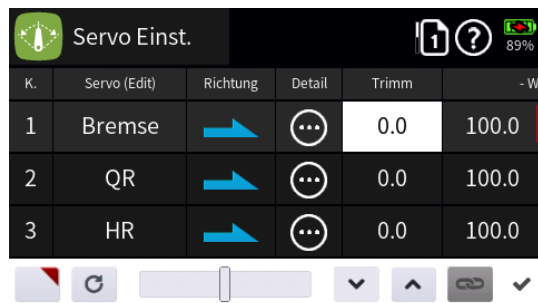 Servo Einst.
1
?
89%
K. Servo (Edit) Richtung Detail Trimm - W
1 Bremse 0.0 100.0
2 QR 0.0 100.0
3 HR 0.0 100.0